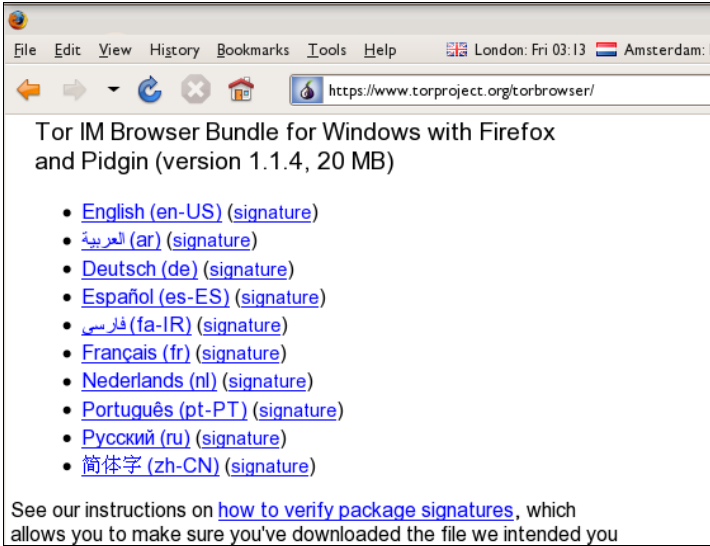 File Edit View History Bookmarks Tools Help London: Fri 03:13 Amsterdam:
https://www.torproject.org/torbrowser/
Tor IM Browser Bundle for Windows with Firefox
and Pidgin (version 1.1.4, 20 MB)
• English (en-US) (signature)
• العربية (ar) (signature)
• Deutsch (de) (signature)
• Español (es-ES) (signature)
• فارسی (fa-IR) (signature)
• Français (fr) (signature)
• Nederlands (nl) (signature)
• Português (pt-PT) (signature)
• Русский (ru) (signature)
• 简体字 (zh-CN) (signature)
See our instructions on how to verify package signatures, which
allows you to make sure you've downloaded the file we intended you